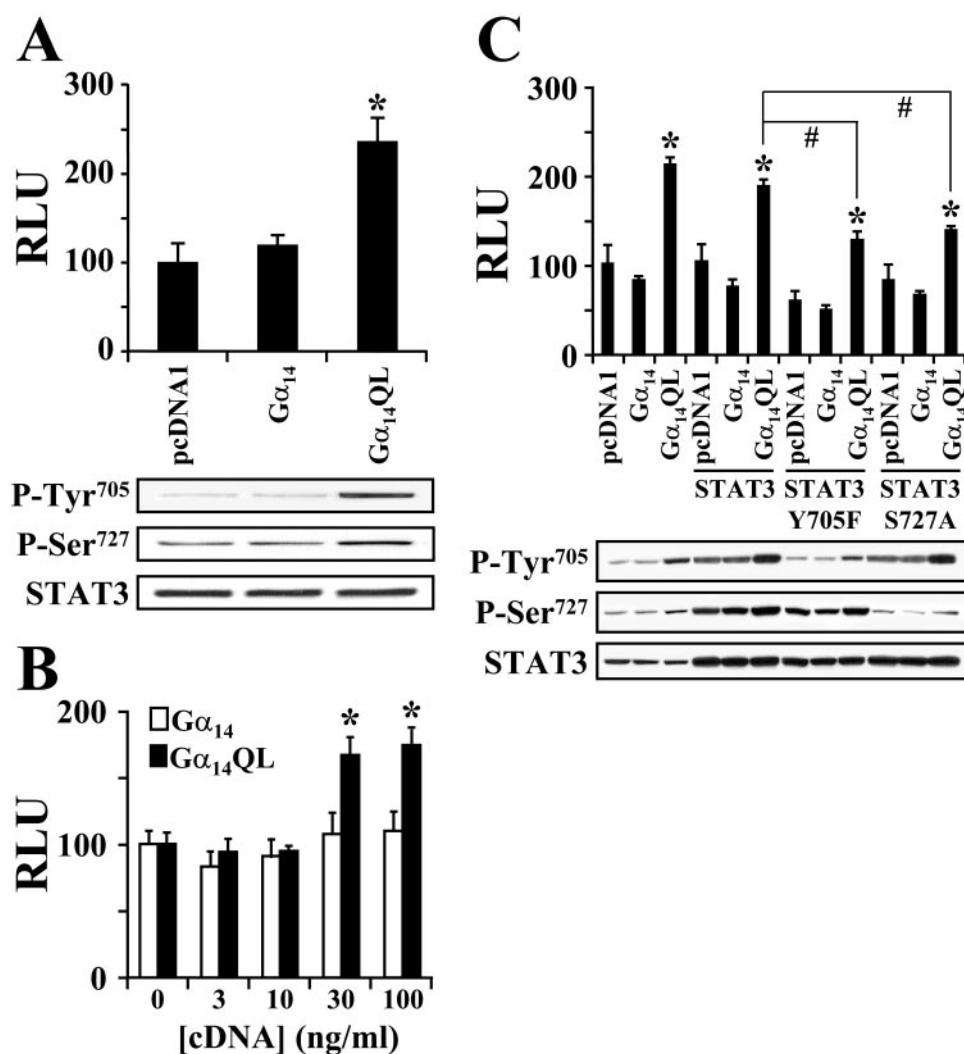 A
RLU
300
200
100
0
*
pcDNA1
Gα14
Gα14QL
P-Tyr705
P-Ser727
STAT3
B
RLU
200
100
0
Gα14
Gα14QL
* *
0 3 10 30 100
[cDNA] (ng/ml)
C
RLU
300
200
100
0
#
#
* * * *
pcDNA1
Gα14
Gα14QL
pcDNA1
Gα14
Gα14QL
pcDNA1
Gα14
Gα14QL
pcDNA1
Gα14
Gα14QL
STAT3 STAT3 STAT3
Y705F S727A
P-Tyr705
P-Ser727
STAT3